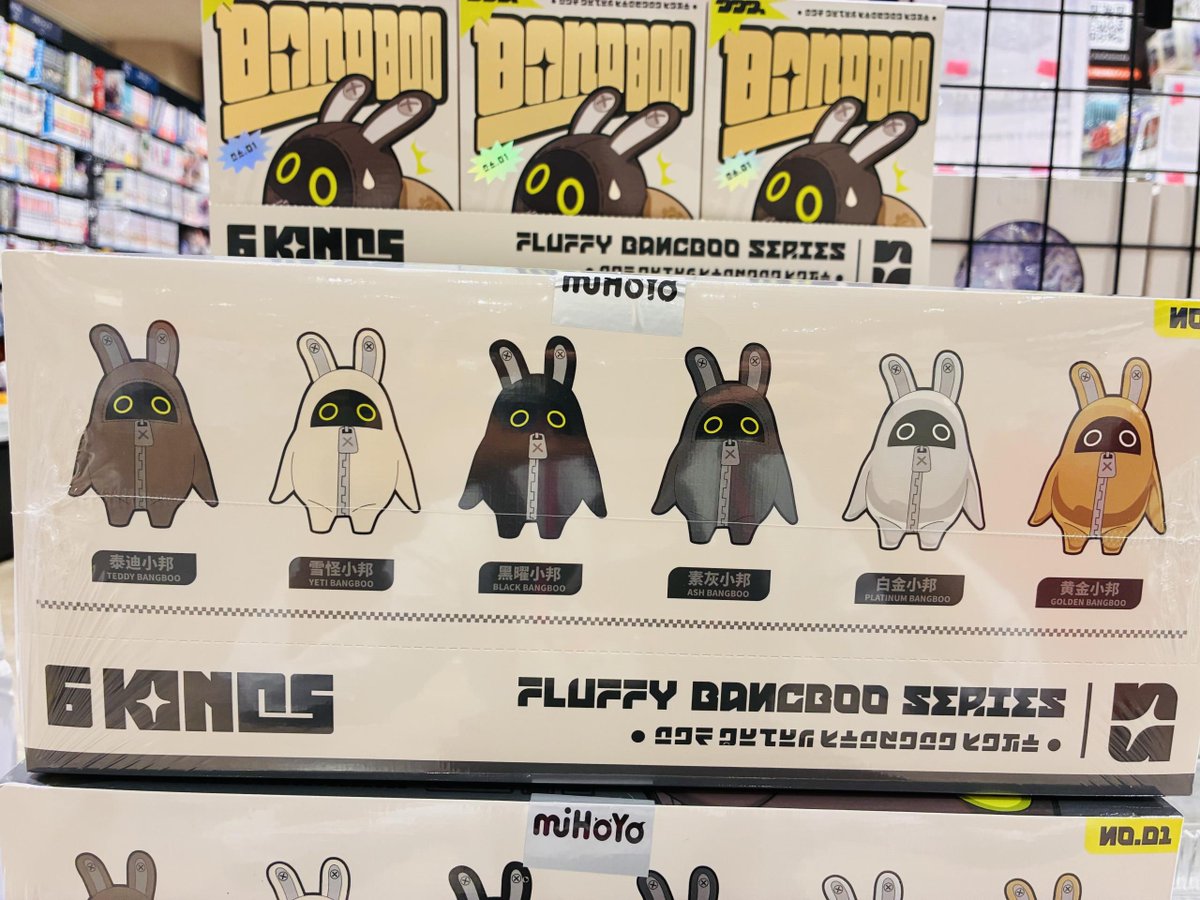 BANGBOO
BANGBOO
BANGBOO
6 KINDS
FLUFFY BANGBOO SERIES
miHoYo
泰迪小邦
TEDDY BANGBOO
雪怪小邦
YETI BANGBOO
黑曜小邦
BLACK BANGBOO
素灰小邦
ASH BANGBOO
白金小邦
PLATINUM BANGBOO
黄金小邦
GOLDEN BANGBOO
6 KINDS
FLUFFY BANGBOO SERIES
miHoYo
NO.01